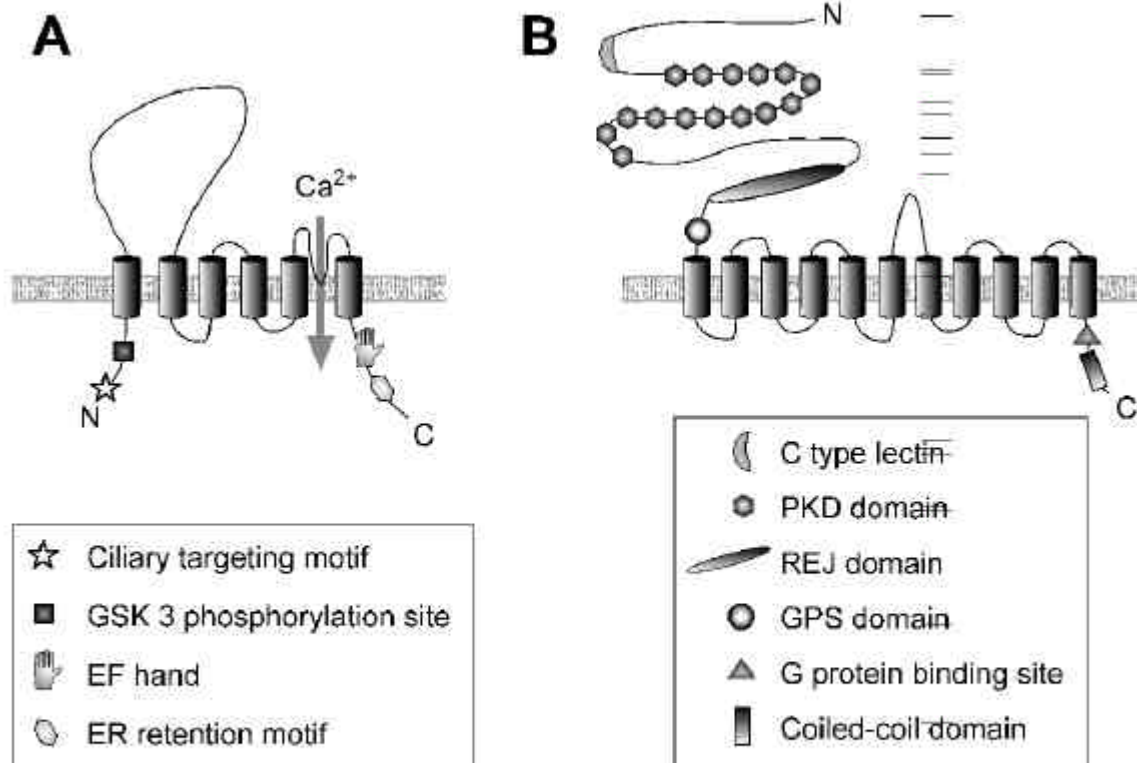 A
B
N
Ca2+
N
C
C
Ciliary targeting motif
GSK 3 phosphorylation site
EF hand
ER retention motif
C type lectin
PKD domain
REJ domain
GPS domain
G protein binding site
Coiled-coil domain